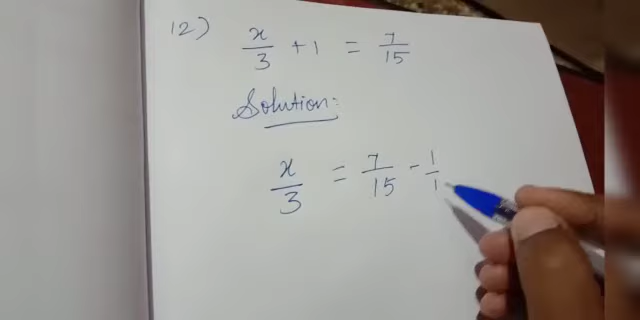 12) x/3 + 1 = 7/15
Solution:
x/3 = 7/15 - 1/1